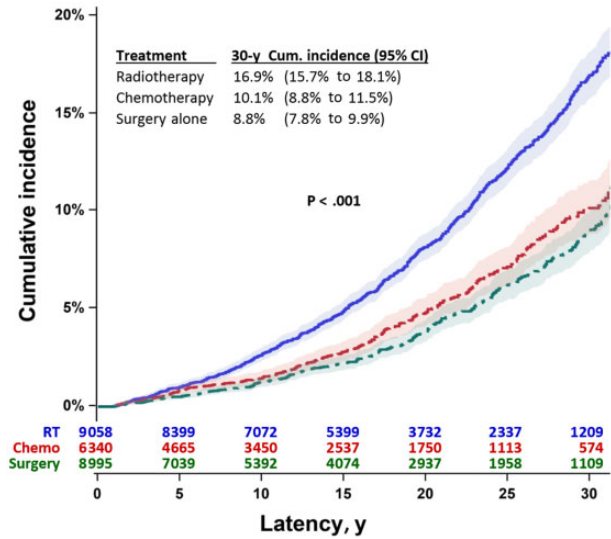 20%
Treatment 30-y Cum. incidence (95% CI)
Radiotherapy 16.9% (15.7% to 18.1%)
Chemotherapy 10.1% (8.8% to 11.5%)
Surgery alone 8.8% (7.8% to 9.9%)
15%
P < .001
10%
Cumulative incidence
5%
0%
RT 9058 8399 7072 5399 3732 2337 1209
Chemo 6340 4665 3450 2537 1750 1113 574
Surgery 8995 7039 5392 4074 2937 1958 1109
0 5 10 15 20 25 30
Latency, y